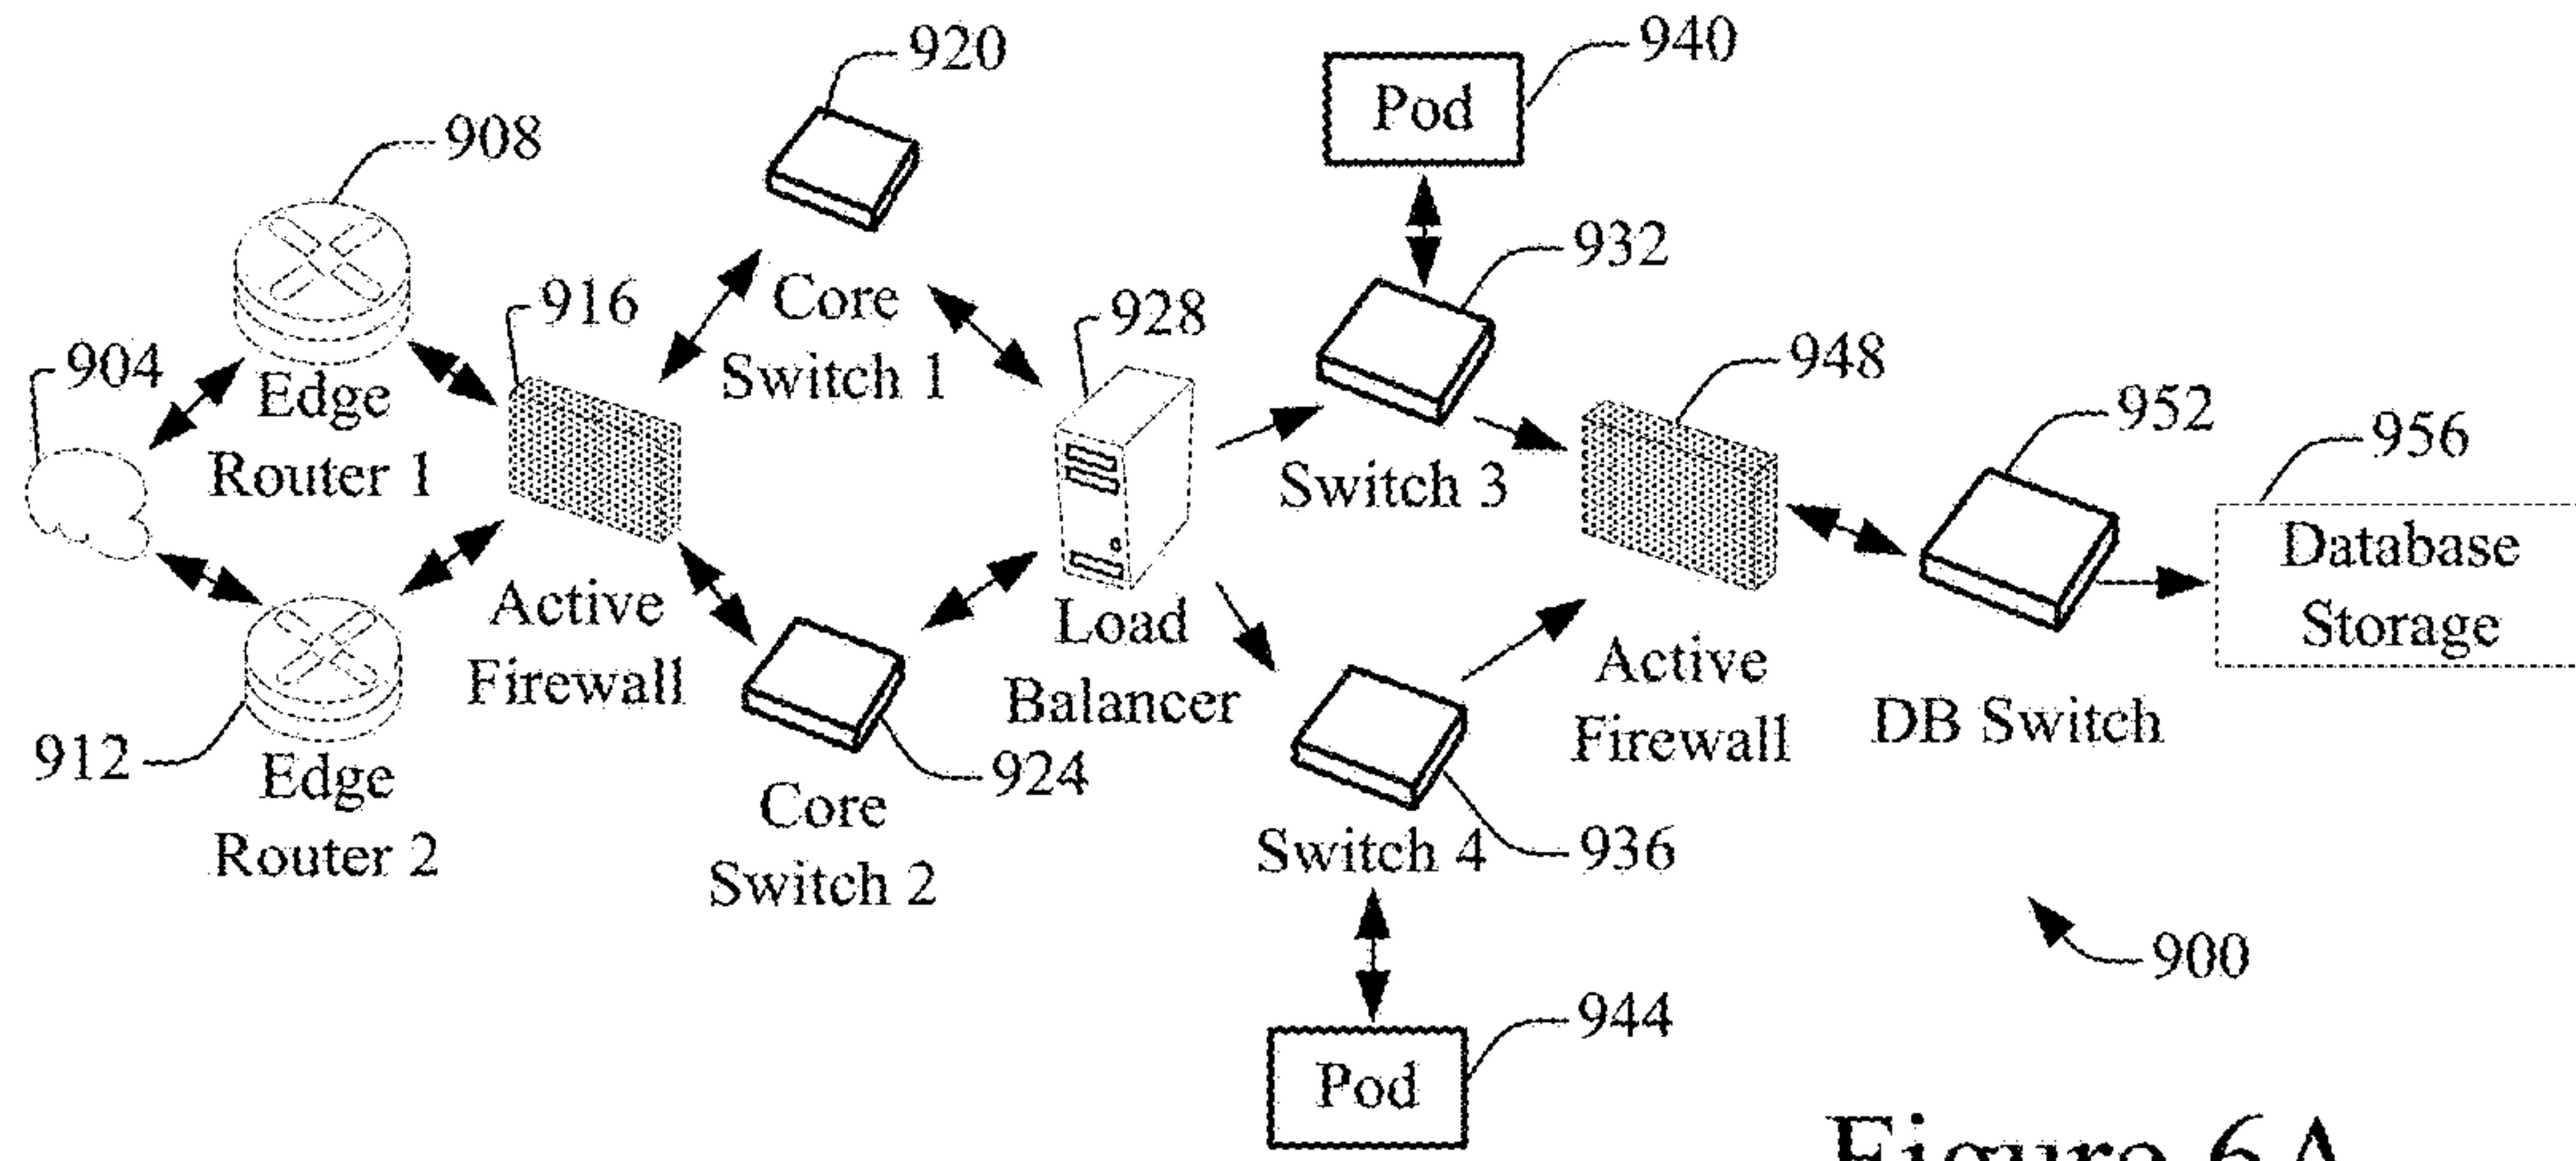 920
940
Pod
908
932
916
Core
Switch 1
928
948
904
Edge
Router 1
952
956
Switch 3
Database
Storage
Active
Firewall
Load
Balancer
Active
Firewall
DB Switch
912
Edge
Router 2
924
Core
Switch 2
Switch 4
936
900
944
Pod
Figure 6A